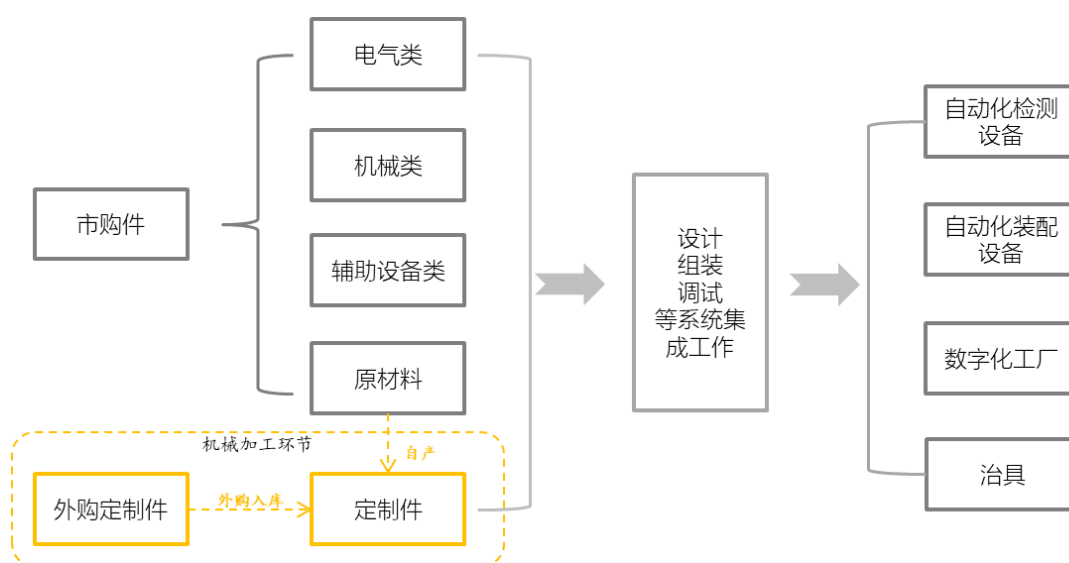 市购件
电气类
机械类
辅助设备类
原材料
机械加工环节
自产
外购定制件
外购入库
定制件
设计
组装
调试
等系统集
成工作
自动化检测
设备
自动化装配
设备
数字化工厂
治具